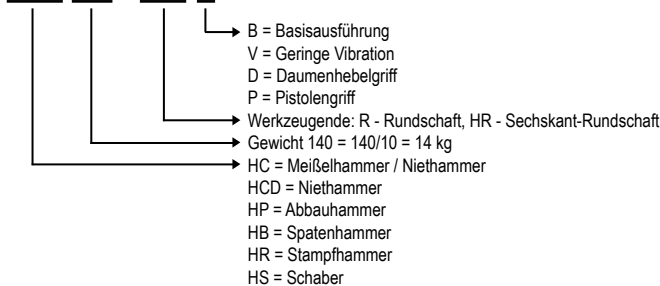 B = Basisausführung
V = Geringe Vibration
D = Daumenhebelgriff
P = Pistolengriff
Werkzeugende: R - Rundschaft, HR - Sechskant-Rundschaft
Gewicht 140 = 140/10 = 14 kg
HC = Meißelhammer / Niethammer
HCD = Niethammer
HP = Abbauhammer
HB = Spatenhammer
HR = Stampfhammer
HS = Schaber